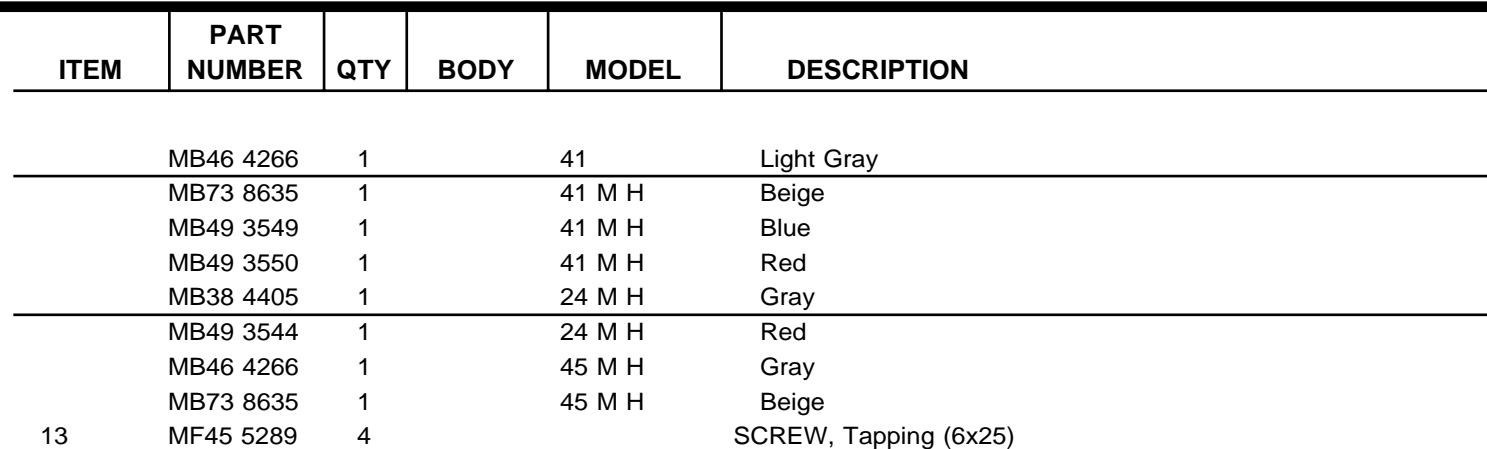 PART
ITEM NUMBER QTY BODY MODEL DESCRIPTION
MB46 4266 1 41 Light Gray
MB73 8635 1 41 M H Beige
MB49 3549 1 41 M H Blue
MB49 3550 1 41 M H Red
MB38 4405 1 24 M H Gray
MB49 3544 1 24 M H Red
MB46 4266 1 45 M H Gray
MB73 8635 1 45 M H Beige
13 MF45 5289 4 SCREW, Tapping (6x25)